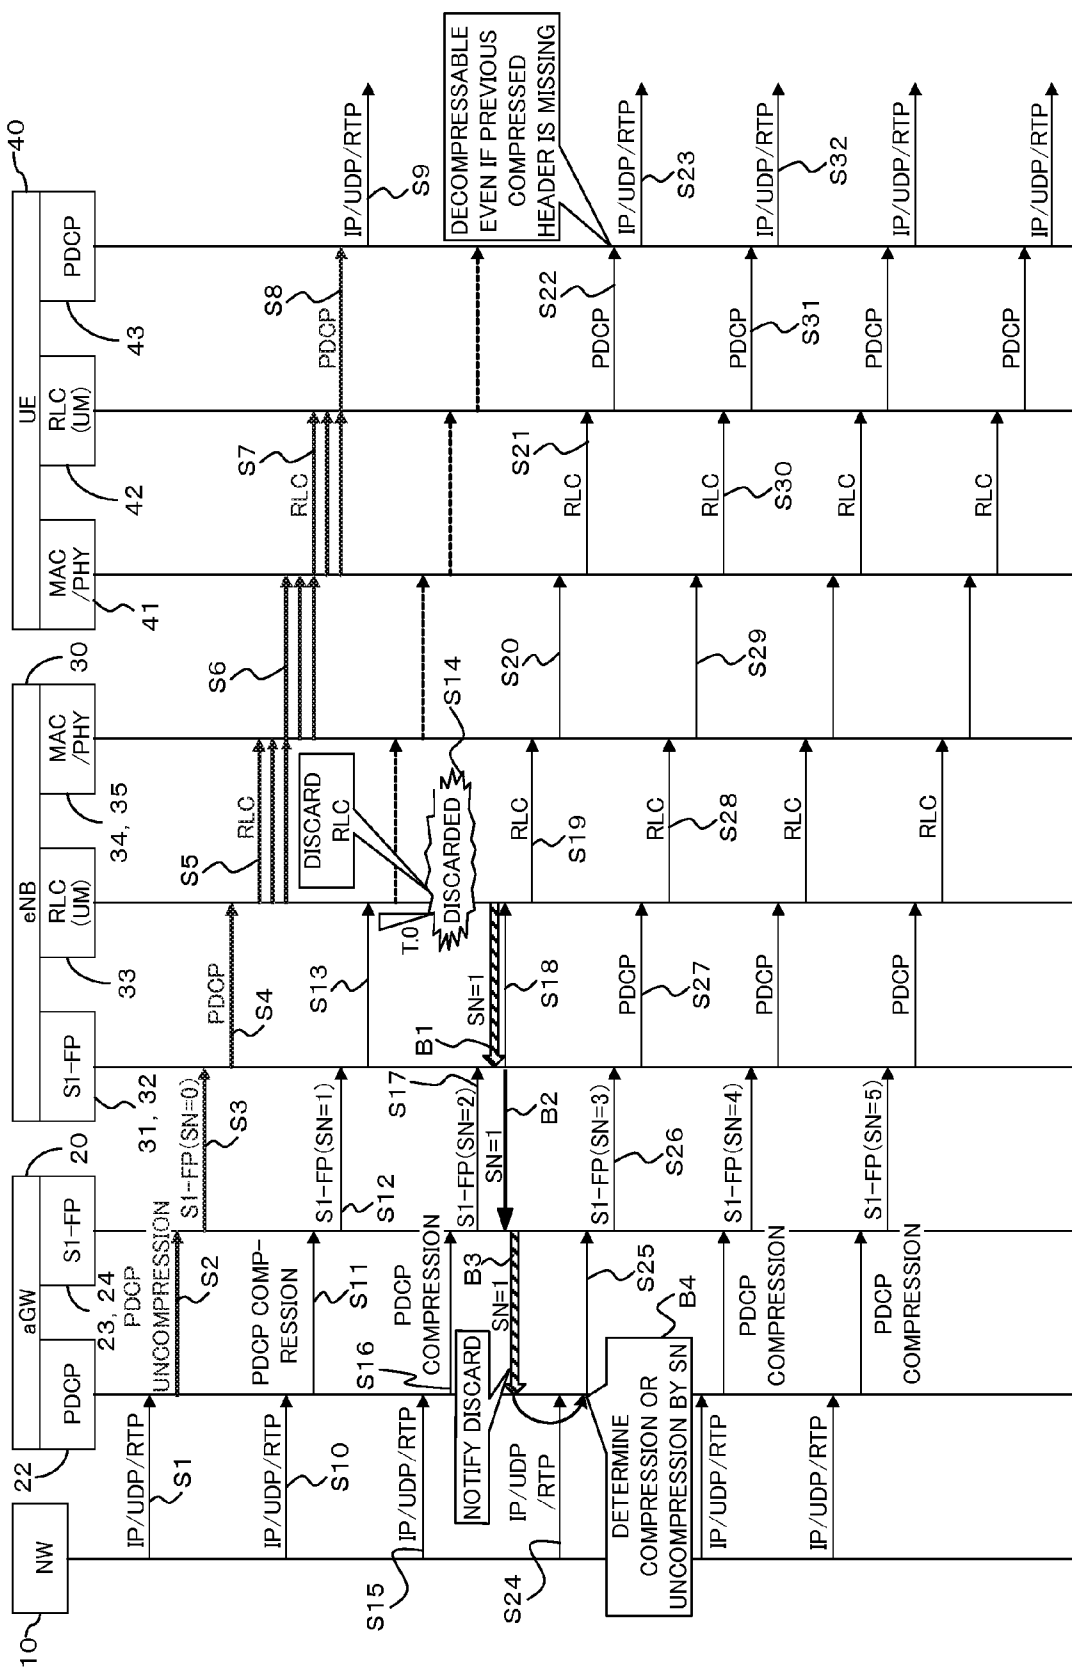 10
NW
22
aGW
20
PDCP
S1-FP
23, 24
eNB
30
S1-FP
RLC
(UM)
MAC
/PHY
31, 32
33
34, 35
UE
40
MAC
/PHY
RLC
(UM)
PDCP
41
42
43
IP/UDP/RTP
S1
PDCP
UNCOMPRESSION
S2
S1-FP(SN=0)
S3
PDCP
S4
RLC
S5
S6
RLC
S7
PDCP
S8
IP/UDP/RTP
S9
IP/UDP/RTP
S10
PDCP COMP-
RESSION
S11
S1-FP(SN=1)
S12
S13
T.O
DISCARD
RLC
DISCARDED
S14
IP/UDP/RTP
S15
S16
PDCP
COMPRESSION
S1-FP(SN=2)
S17
B1
SN=1
S18
SN=1
B2
SN=1
B3
NOTIFY DISCARD
RLC
S19
S20
RLC
S21
PDCP
S22
DECOMPRESSABLE
EVEN IF PREVIOUS
COMPRESSED
HEADER IS MISSING
IP/UDP/RTP
S23
IP/UDP
/RTP
S24
S25
B4
DETERMINE
COMPRESSION OR
UNCOMPRESSION BY SN
S1-FP(SN=3)
S26
PDCP
S27
RLC
S28
S29
RLC
S30
PDCP
S31
IP/UDP/RTP
S32
IP/UDP/RTP
PDCP
COMPRESSION
S1-FP(SN=4)
PDCP
RLC
RLC
PDCP
IP/UDP/RTP
IP/UDP/RTP
PDCP
COMPRESSION
S1-FP(SN=5)
PDCP
RLC
RLC
PDCP
IP/UDP/RTP